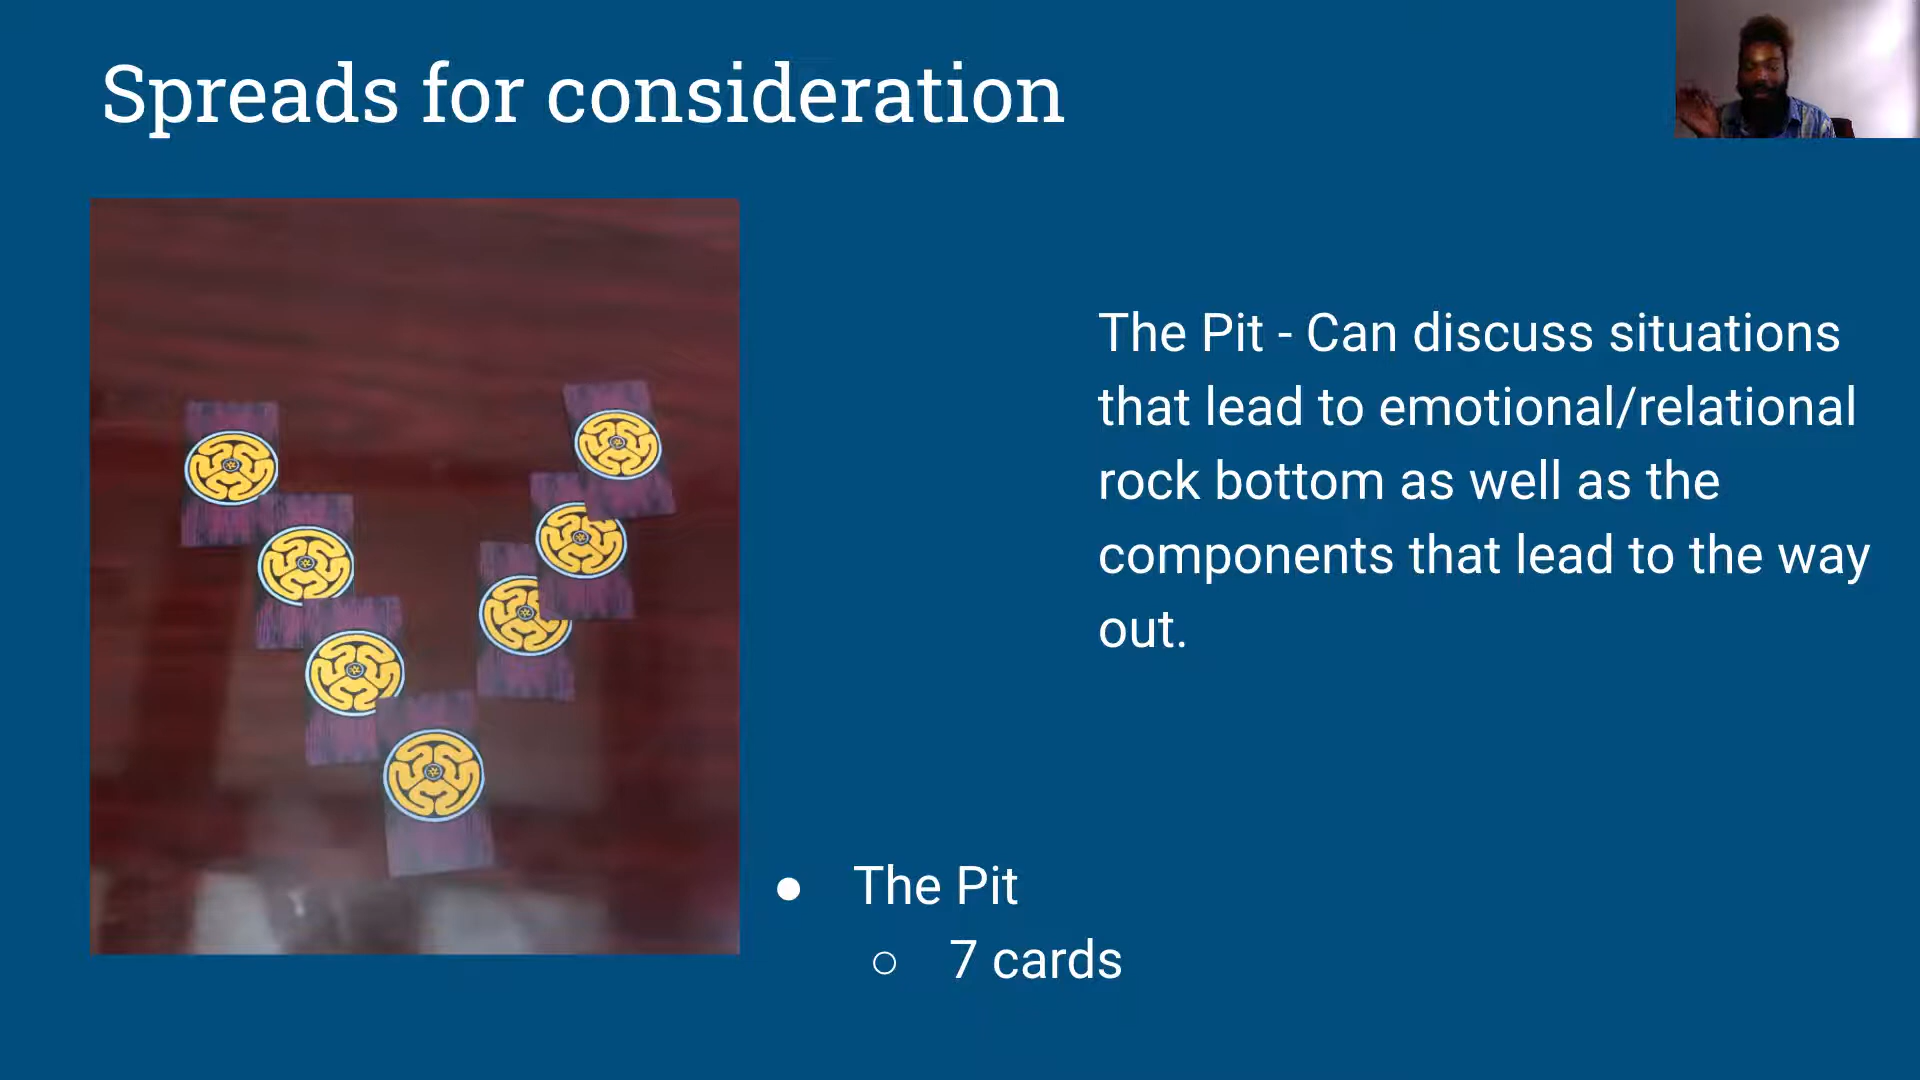 Spreads for consideration
The Pit - Can discuss situations
that lead to emotional/relational
rock bottom as well as the
components that lead to the way
out.
● The Pit
○ 7 cards